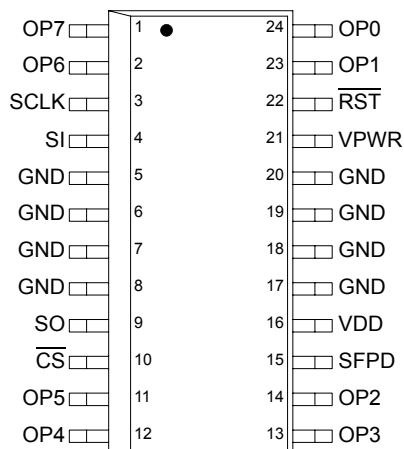 OP7 1 24 OP0
OP6 2 23 OP1
SCLK 3 22 R̅S̅T̅
SI 4 21 VPWR
GND 5 20 GND
GND 6 19 GND
GND 7 18 GND
GND 8 17 GND
SO 9 16 VDD
C̅S̅ 10 15 SFPD
OP5 11 14 OP2
OP4 12 13 OP3